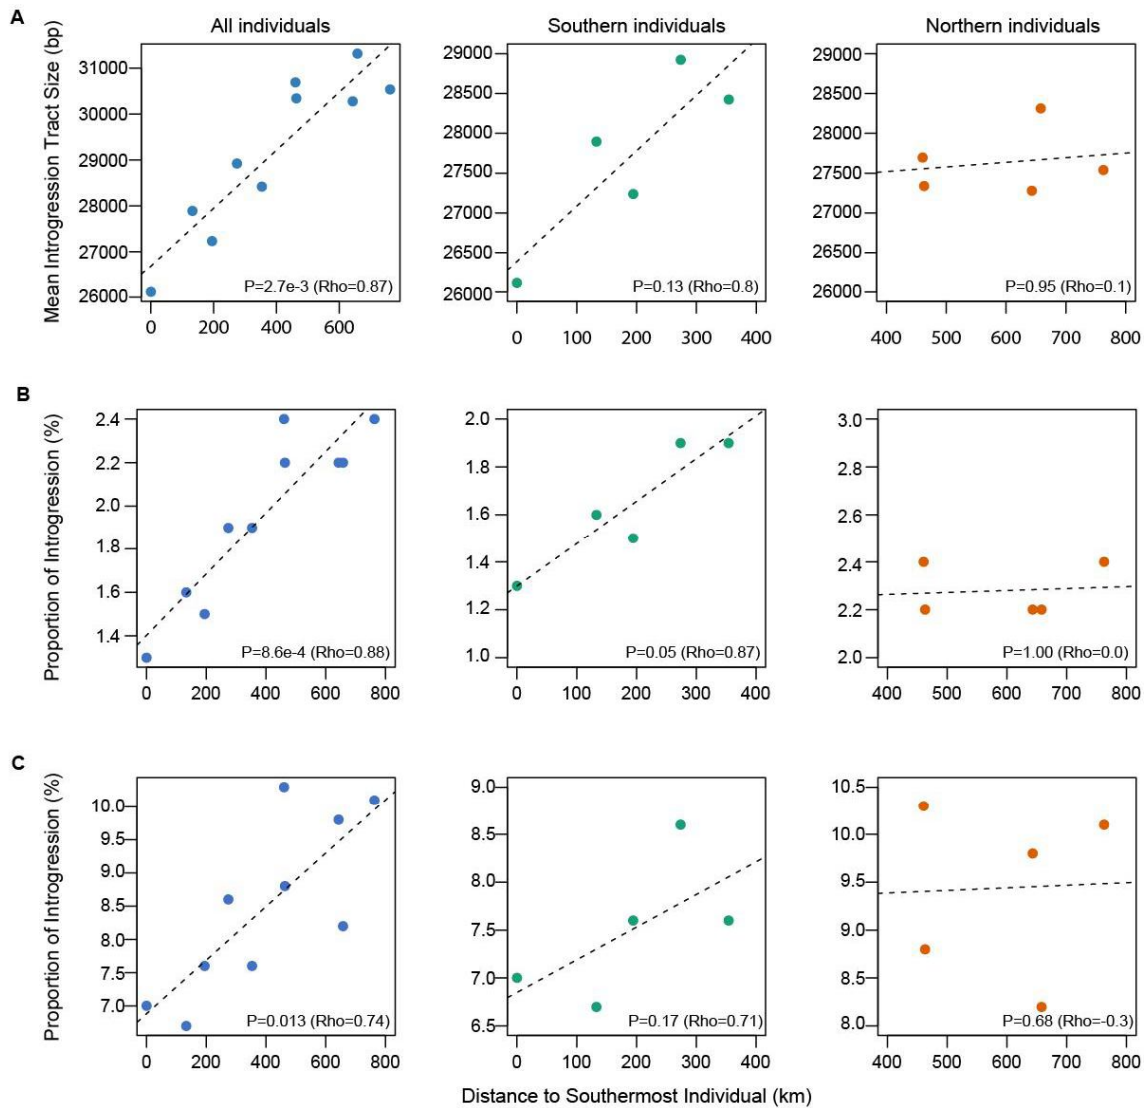 A
All individuals
Southern individuals
Northern individuals
Mean Introgression Tract Size (bp)
31000
30000
29000
28000
27000
26000
P=2.7e-3 (Rho=0.87)
0 200 400 600
29000
28500
28000
27500
27000
26500
26000
P=0.13 (Rho=0.8)
0 100 200 300 400
29000
28500
28000
27500
27000
26500
26000
P=0.95 (Rho=0.1)
400 500 600 700 800
B
Proportion of Introgression (%)
2.4
2.2
2.0
1.8
1.6
1.4
P=8.6e-4 (Rho=0.88)
0 200 400 600 800
2.0
1.8
1.6
1.4
1.2
1.0
P=0.05 (Rho=0.87)
0 100 200 300 400
3.0
2.8
2.6
2.4
2.2
2.0
P=1.00 (Rho=0.0)
400 500 600 700 800
C
Proportion of Introgression (%)
10.0
9.5
9.0
8.5
8.0
7.5
7.0
P=0.013 (Rho=0.74)
0 200 400 600 800
9.0
8.5
8.0
7.5
7.0
6.5
P=0.17 (Rho=0.71)
0 100 200 300 400
10.5
10.0
9.5
9.0
8.5
8.0
P=0.68 (Rho=-0.3)
400 500 600 700 800
Distance to Southermost Individual (km)